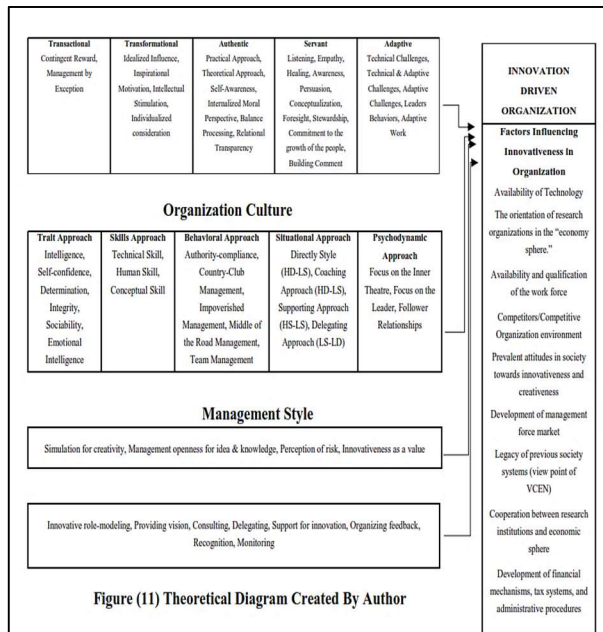 Transactional
Contingent Reward,
Management by
Exception
Transformational
Idealized Influence,
Inspirational
Motivation, Intellectual
Stimulation,
Individualized
consideration
Authentic
Practical Approach,
Theoretical Approach,
Self-Awareness,
Internalized Moral
Perspective, Balance
Processing, Relational
Transparency
Servant
Listening, Empathy,
Healing, Awareness,
Persuasion,
Conceptualization,
Foresight, Stewardship,
Commitment to the
growth of the people,
Building Comment
Adaptive
Technical Challenges,
Technical & Adaptive
Challenges, Adaptive
Challenges, Leaders
Behaviors, Adaptive
Work
Organization Culture
Trait Approach
Intelligence,
Self-confidence,
Determination,
Integrity,
Sociability,
Emotional
Intelligence
Skills Approach
Technical Skill,
Human Skill,
Conceptual Skill
Behavioral Approach
Authority-compliance,
Country-Club
Management,
Impoverished
Management, Middle of
the Road Management,
Team Management
Situational Approach
Directly Style
(HD-LS), Coaching
Approach (HD-LS),
Supporting Approach
(HS-LS), Delegating
Approach (LS-LD)
Psychodynamic
Approach
Focus on the Inner
Theatre, Focus on the
Leader, Follower
Relationships
Management Style
Simulation for creativity, Management openness for idea & knowledge, Perception of risk, Innovativeness as a value
Innovative role-modeling, Providing vision, Consulting, Delegating, Support for innovation, Organizing feedback,
Recognition, Monitoring
Figure (11) Theoretical Diagram Created By Author
INNOVATION
DRIVEN
ORGANIZATION
Factors Influencing
Innovativeness in
Organization
Availability of Technology
The orientation of research
organizations in the “economy
sphere.”
Availability and qualification
of the work force
Competitors/Competitive
Organization environment
Prevalent attitudes in society
towards innovativeness and
creativeness
Development of management
force market
Legacy of previous society
systems (view point of
VCEN)
Cooperation between research
institutions and economic
sphere
Development of financial
mechanisms, tax systems, and
administrative procedures